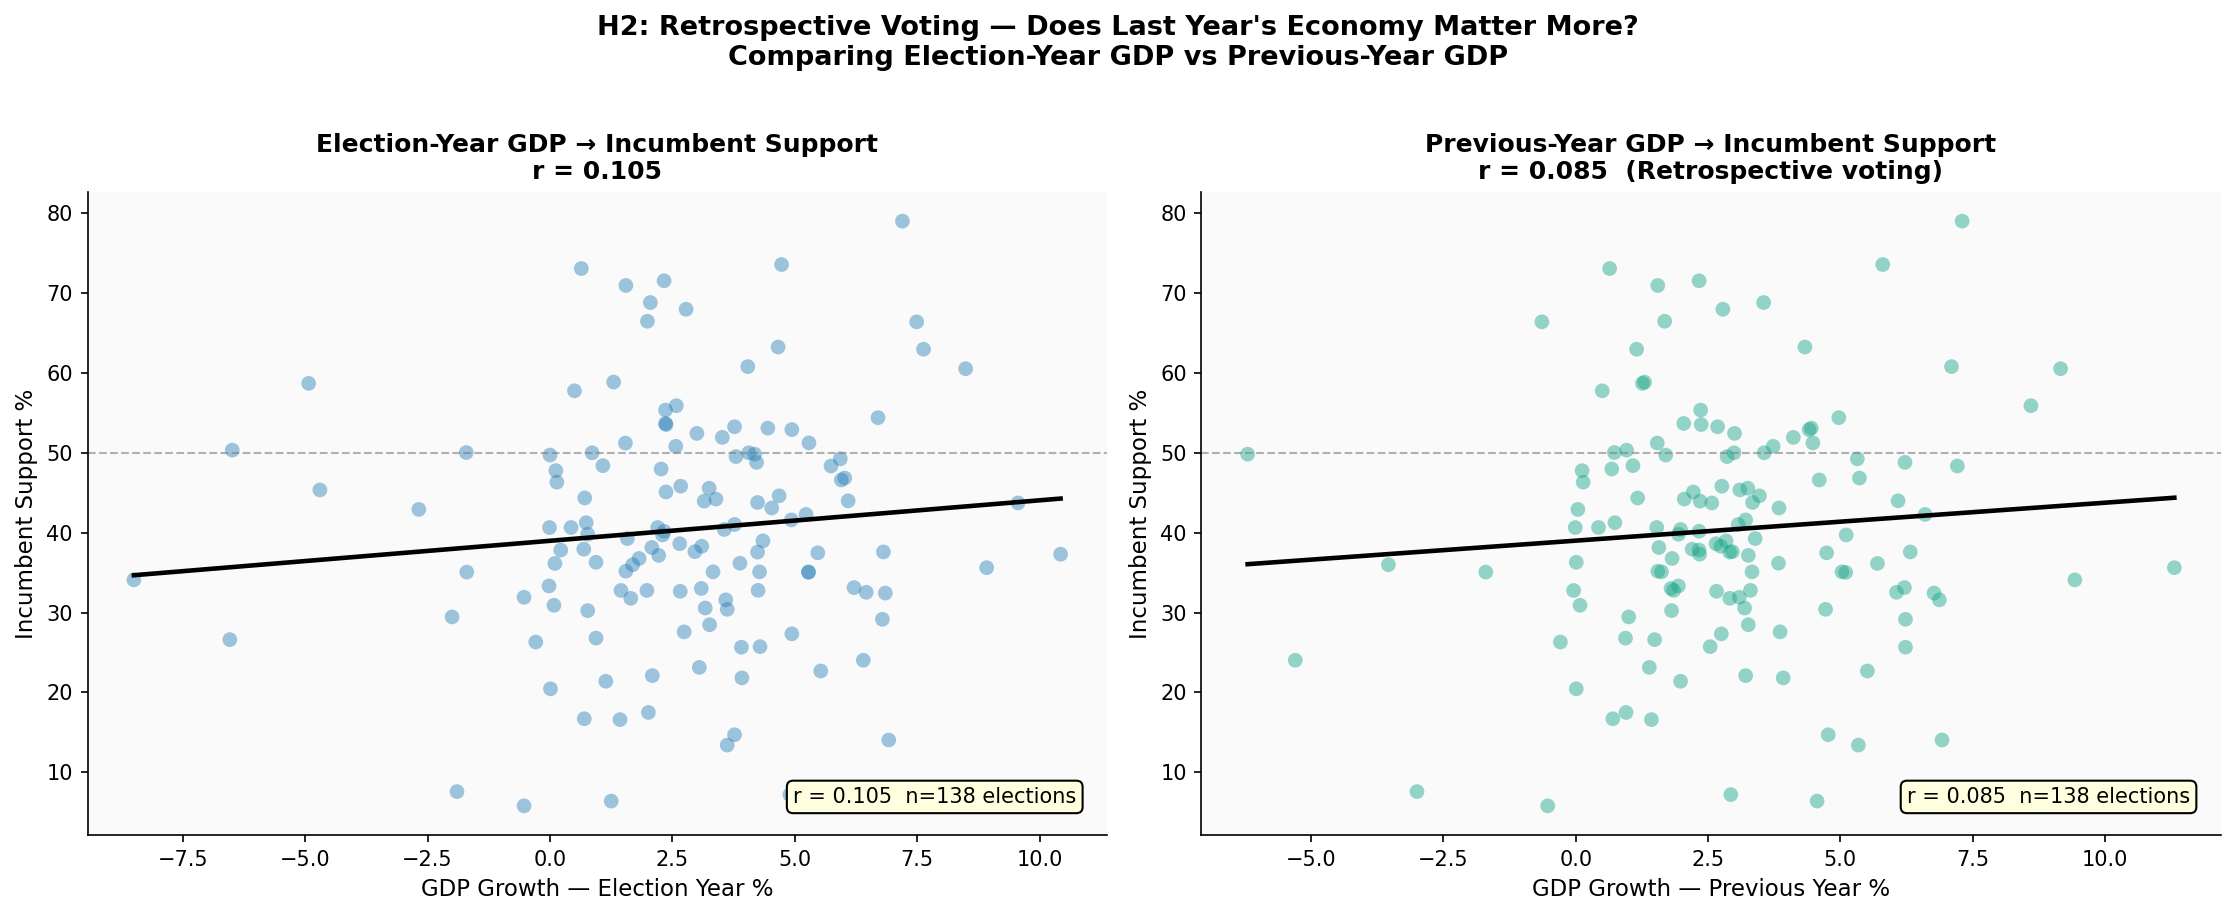 H2: Retrospective Voting — Does Last Year's Economy Matter More?
Comparing Election-Year GDP vs Previous-Year GDP
Election-Year GDP → Incumbent Support
r = 0.105
80
70
60
50
40
30
20
10
Incumbent Support %
r = 0.105  n=138 elections
−7.5
−5.0
−2.5
0.0
2.5
5.0
7.5
10.0
GDP Growth — Election Year %
Previous-Year GDP → Incumbent Support
r = 0.085  (Retrospective voting)
80
70
60
50
40
30
20
10
Incumbent Support %
r = 0.085  n=138 elections
−5.0
−2.5
0.0
2.5
5.0
7.5
10.0
GDP Growth — Previous Year %